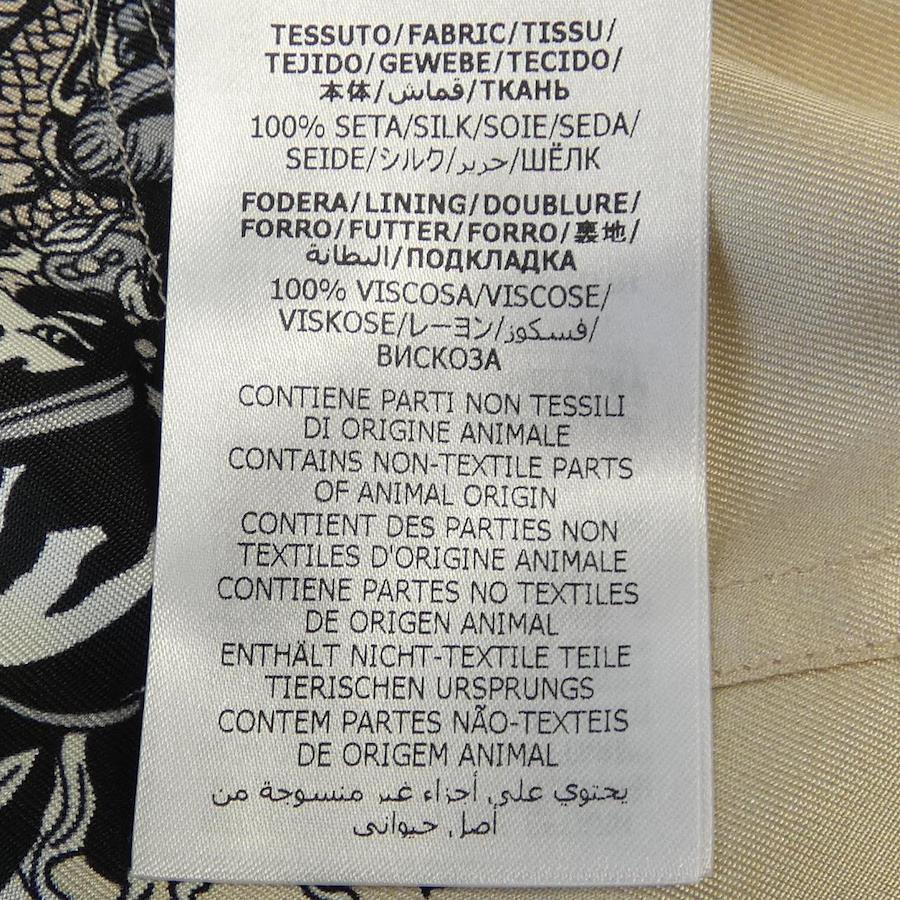 TESSUTO/FABRIC/TISSU/
TEJIDO/GEWEBE/TECIDO/
本体/قماش/ТКАНЬ
100% SETA/SILK/SOIE/SEDA/
SEIDE/シルク/حرير/ШЁЛК
FODERA/LINING/DOUBLURE/
FORRO/FUTTER/FORRO/裏地/
البطانة/ПОДКЛАДКА
100% VISCOSA/VISCOSE/
VISKOSE/レーヨン/فسكوز/
ВИСКОЗА
CONTIENE PARTI NON TESSILI
DI ORIGINE ANIMALE
CONTAINS NON-TEXTILE PARTS
OF ANIMAL ORIGIN
CONTIENT DES PARTIES NON
TEXTILES D'ORIGINE ANIMALE
CONTIENE PARTES NO TEXTILES
DE ORIGEN ANIMAL
ENTHÄLT NICHT-TEXTILE TEILE
TIERISCHEN URSPRUNGS
CONTEM PARTES NÃO-TEXTEIS
DE ORIGEM ANIMAL
يحتوي على أجزاء غير منسوجة من
أصل حيواني